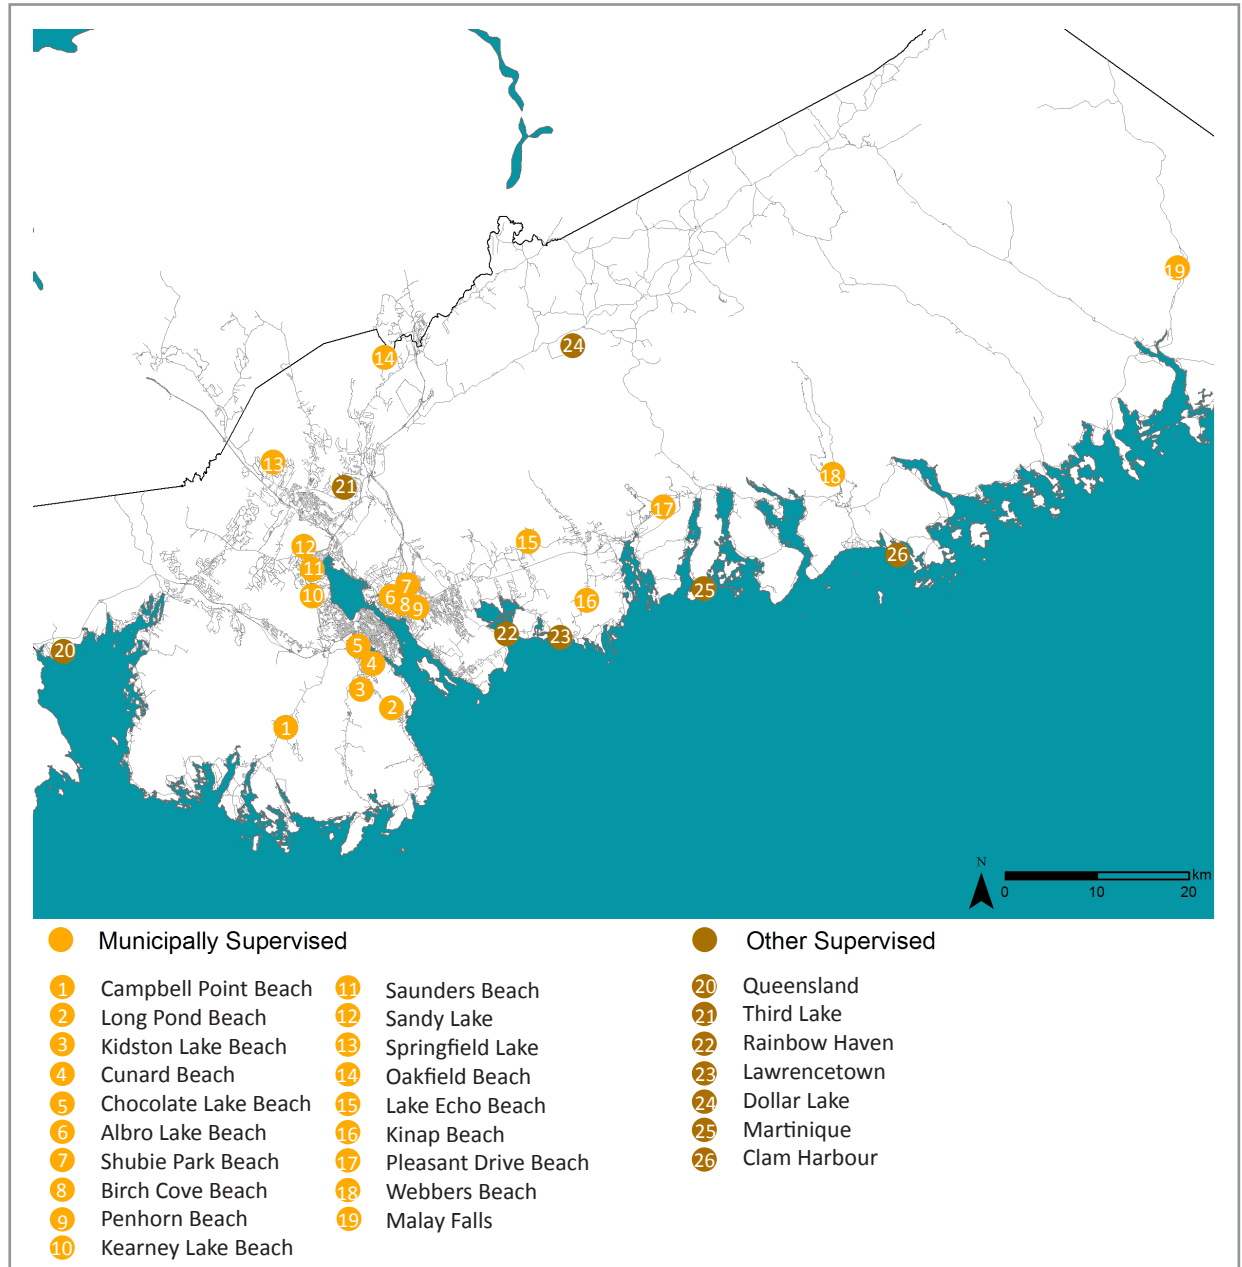 19
24
14
13
21
18
17
12
15
26
11
7
25
10
6
8
16
9
22
23
5
20
4
3
2
1
N
km
0 10 20
Municipally Supervised
1 Campbell Point Beach
2 Long Pond Beach
3 Kidston Lake Beach
4 Cunard Beach
5 Chocolate Lake Beach
6 Albro Lake Beach
7 Shubie Park Beach
8 Birch Cove Beach
9 Penhorn Beach
10 Kearney Lake Beach
11 Saunders Beach
12 Sandy Lake
13 Springfield Lake
14 Oakfield Beach
15 Lake Echo Beach
16 Kinap Beach
17 Pleasant Drive Beach
18 Webbers Beach
19 Malay Falls
Other Supervised
20 Queensland
21 Third Lake
22 Rainbow Haven
23 Lawrencetown
24 Dollar Lake
25 Martinique
26 Clam Harbour